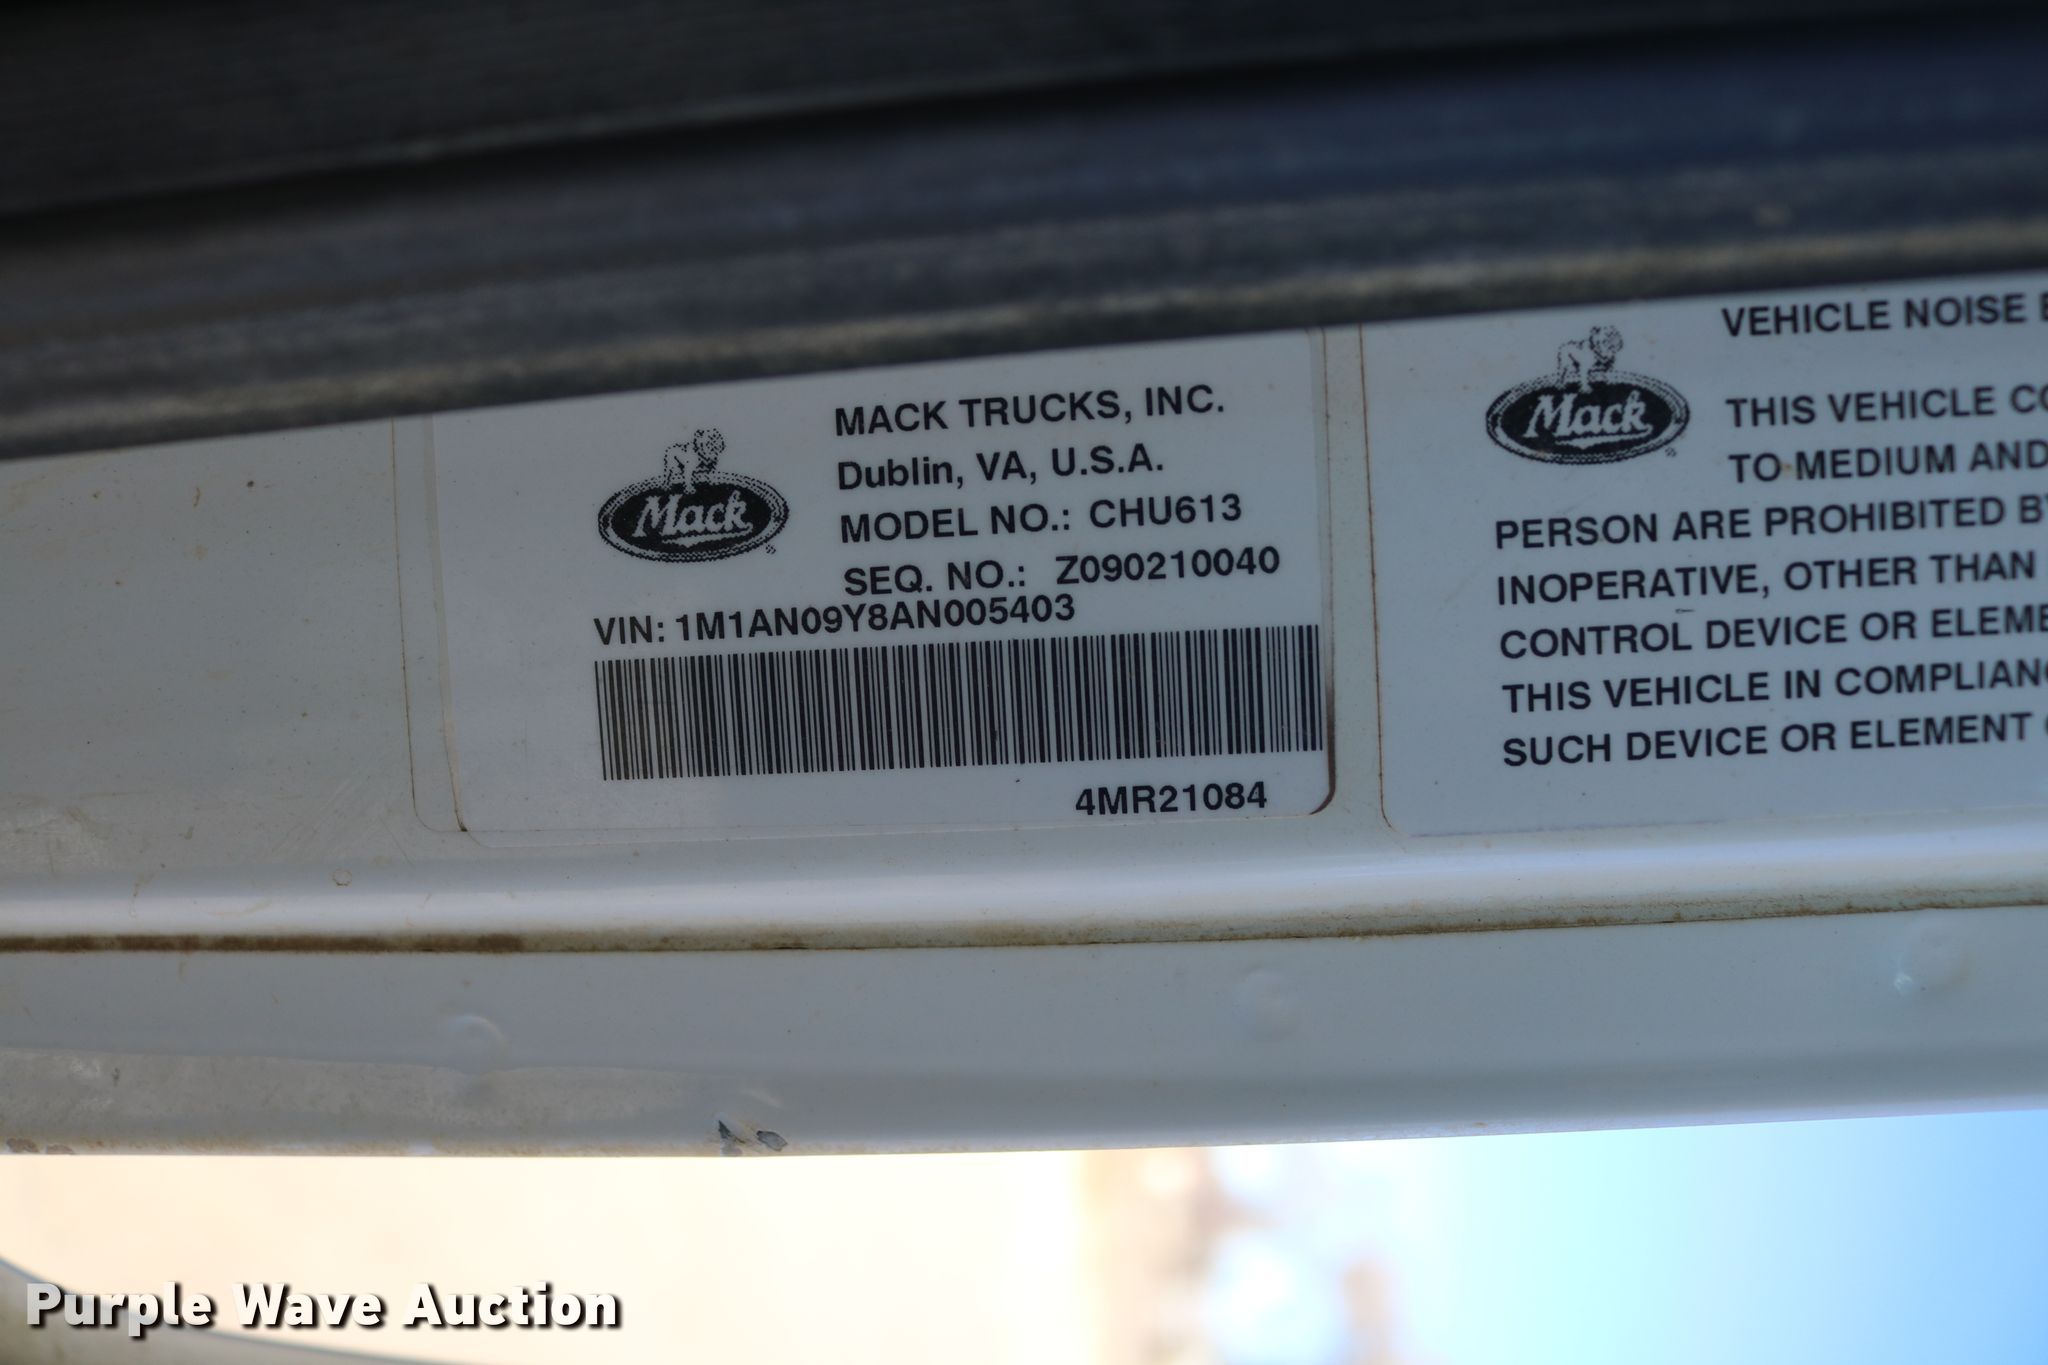 Mack
MACK TRUCKS, INC.
Dublin, VA, U.S.A.
MODEL NO.: CHU613
SEQ. NO.: Z090210040
VIN: 1M1AN09Y8AN005403
4MR21084
Mack
VEHICLE NOISE
THIS VEHICLE
TO MEDIUM AND
PERSON ARE PROHIBITED
INOPERATIVE, OTHER THAN
CONTROL DEVICE OR
THIS VEHICLE IN
SUCH DEVICE OR ELEMENT
Purple Wave Auction